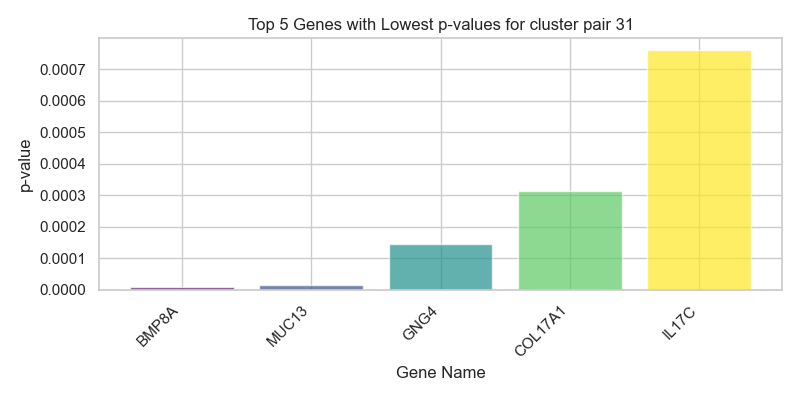 Top 5 Genes with Lowest p-values for cluster pair 31
p-value
0.0007
0.0006
0.0005
0.0004
0.0003
0.0002
0.0001
0.0000
BMP8A
MUC13
GNG4
COL17A1
IL17C
Gene Name